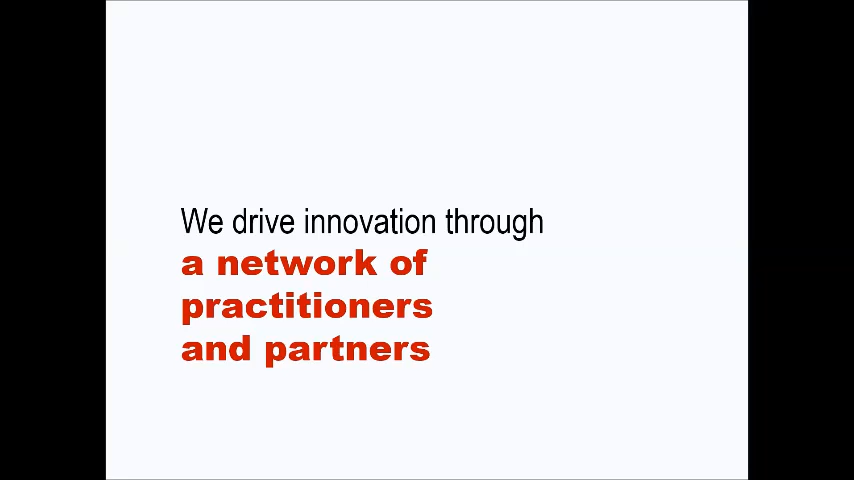 We drive innovation through
a network of
practitioners
and partners